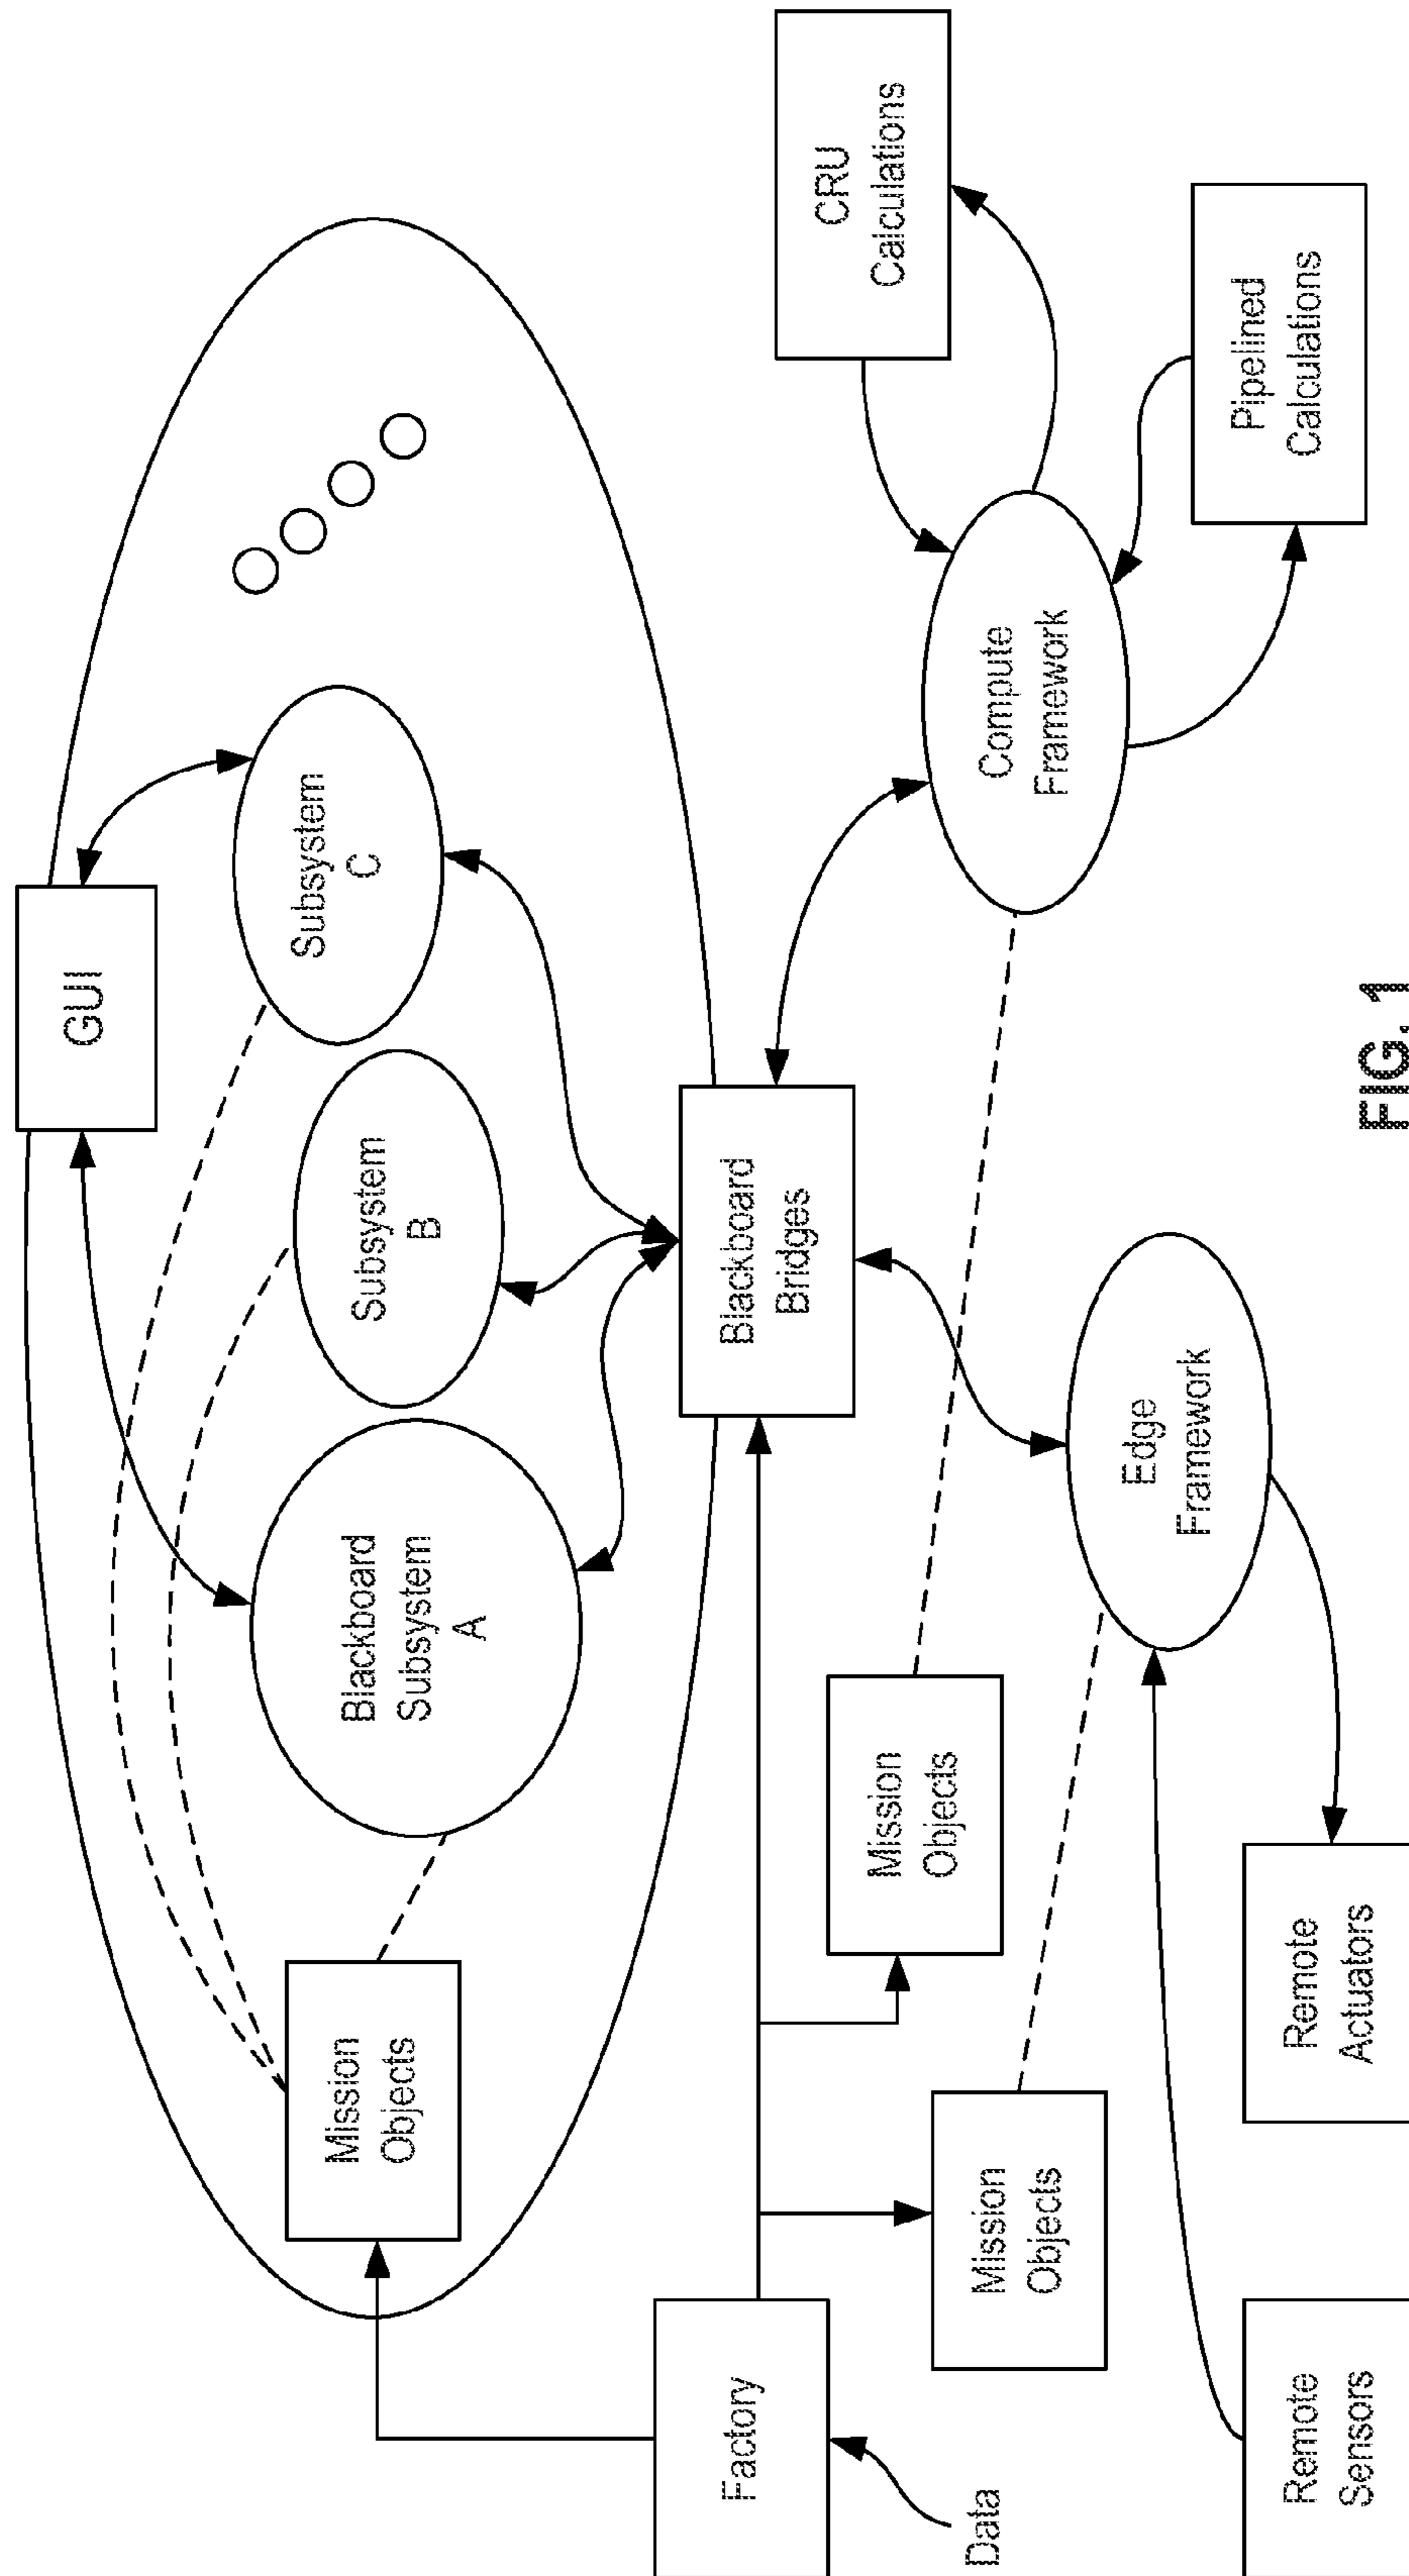 GUI
Mission
Objects
Blackboard
Subsystem
A
Subsystem
B
Subsystem
C
Factory
Data
Blackboard
Bridges
Mission
Objects
Mission
Objects
CRU
Calculations
Compute
Framework
Pipelined
Calculations
Edge
Framework
Remote
Sensors
Remote
Actuators
FIG. 1